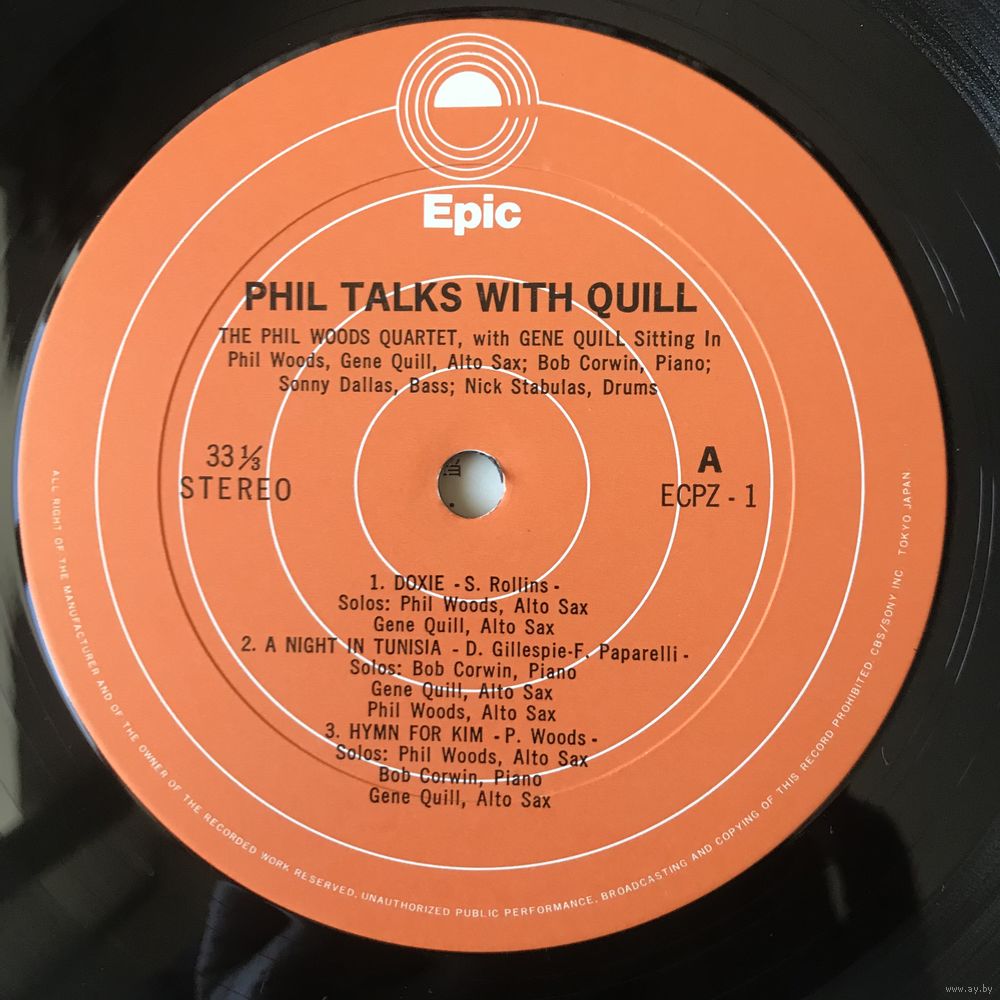 Epic
PHIL TALKS WITH QUILL
THE PHIL WOODS QUARTET, with GENE QUILL Sitting In
Phil Woods, Gene Quill, Alto Sax; Bob Corwin, Piano;
Sonny Dallas, Bass; Nick Stabulas, Drums
33 1/3
STEREO
A
ECPZ - 1
1. DOXIE - S. Rollins -
Solos: Phil Woods, Alto Sax
Gene Quill, Alto Sax
2. A NIGHT IN TUNISIA - D. Gillespie-F. Paparelli -
Solos: Bob Corwin, Piano
Gene Quill, Alto Sax
Phil Woods, Alto Sax
3. HYMN FOR KIM - P. Woods -
Solos: Phil Woods, Alto Sax
Bob Corwin, Piano
Gene Quill, Alto Sax
ALL RIGHT OF THE MANUFACTURER AND OF THE OWNER OF THE RECORDED WORK RESERVED. UNAUTHORIZED PUBLIC PERFORMANCE, BROADCASTING AND COPYING OF THIS RECORD PROHIBITED. CBS/SONY INC TOKYO JAPAN
www.ay.by